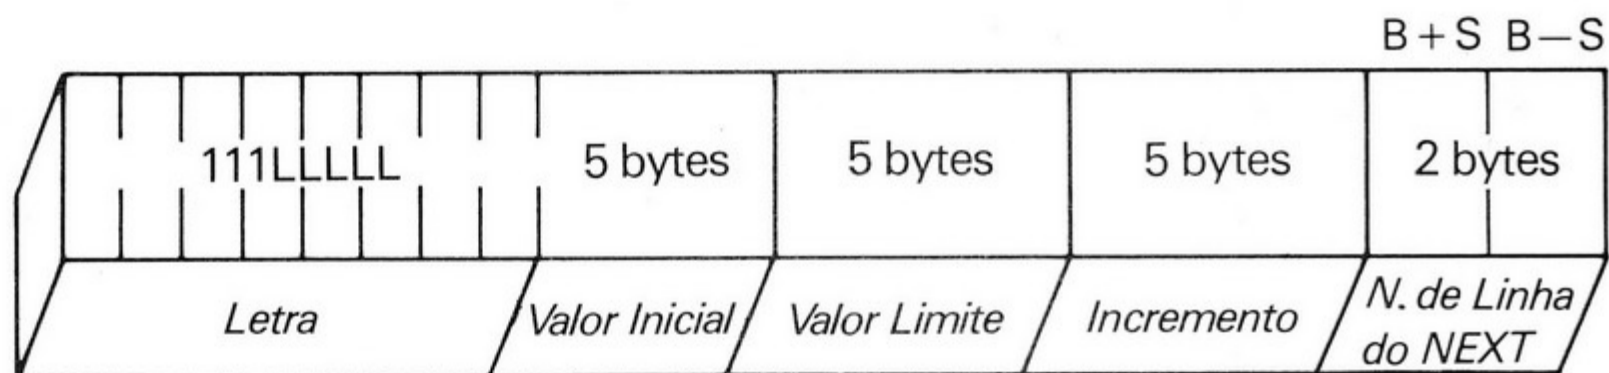 B+S B—S
111LLLLL 5 bytes 5 bytes 5 bytes 2 bytes
Letra Valor Inicial Valor Limite Incremento N. de Linha
do NEXT